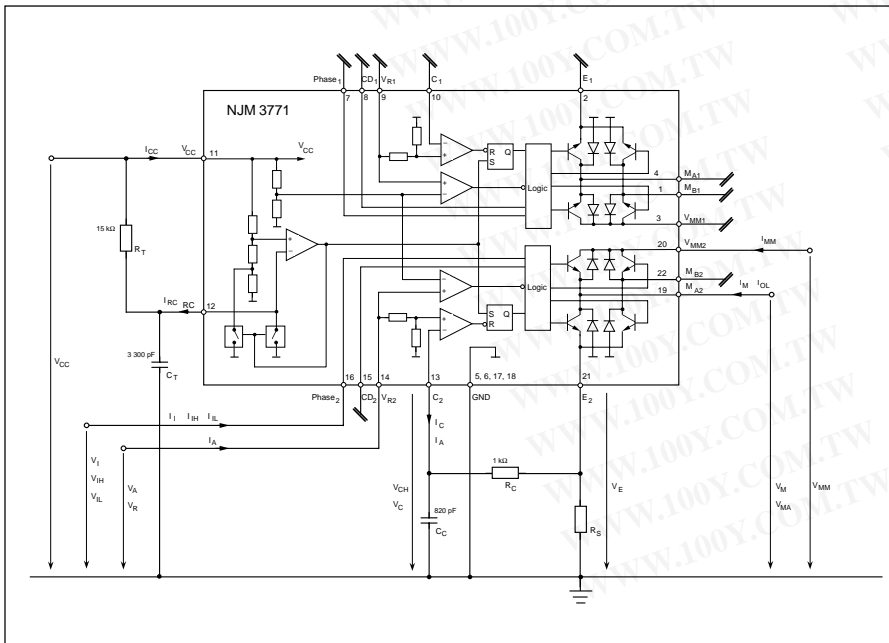 WWW.100Y.COM.TW
Phase1 CD1 VR1 C1 E1
7 8 9 10 2
NJM 3771
ICC VCC 11
VCC
R Q
S
Logic
4 MA1
1 MB1
3 VMM1
15 kΩ
RT
20 VMM2 IMM
22 MB2
19 MA2 IM IOL
Logic
S Q
R
IRC RC 12
3 300 pF
CT
VCC
16 15 14 13 5, 6, 17, 18 21
Phase2 CD2 VR2 C2 GND E2
II IIH IIL
IA
IC
IA
1 kΩ
RC
VI
VIH
VIL
VA
VR
VCH
VC
820 pF
CC
VE
RS
VM
VMA
VMM